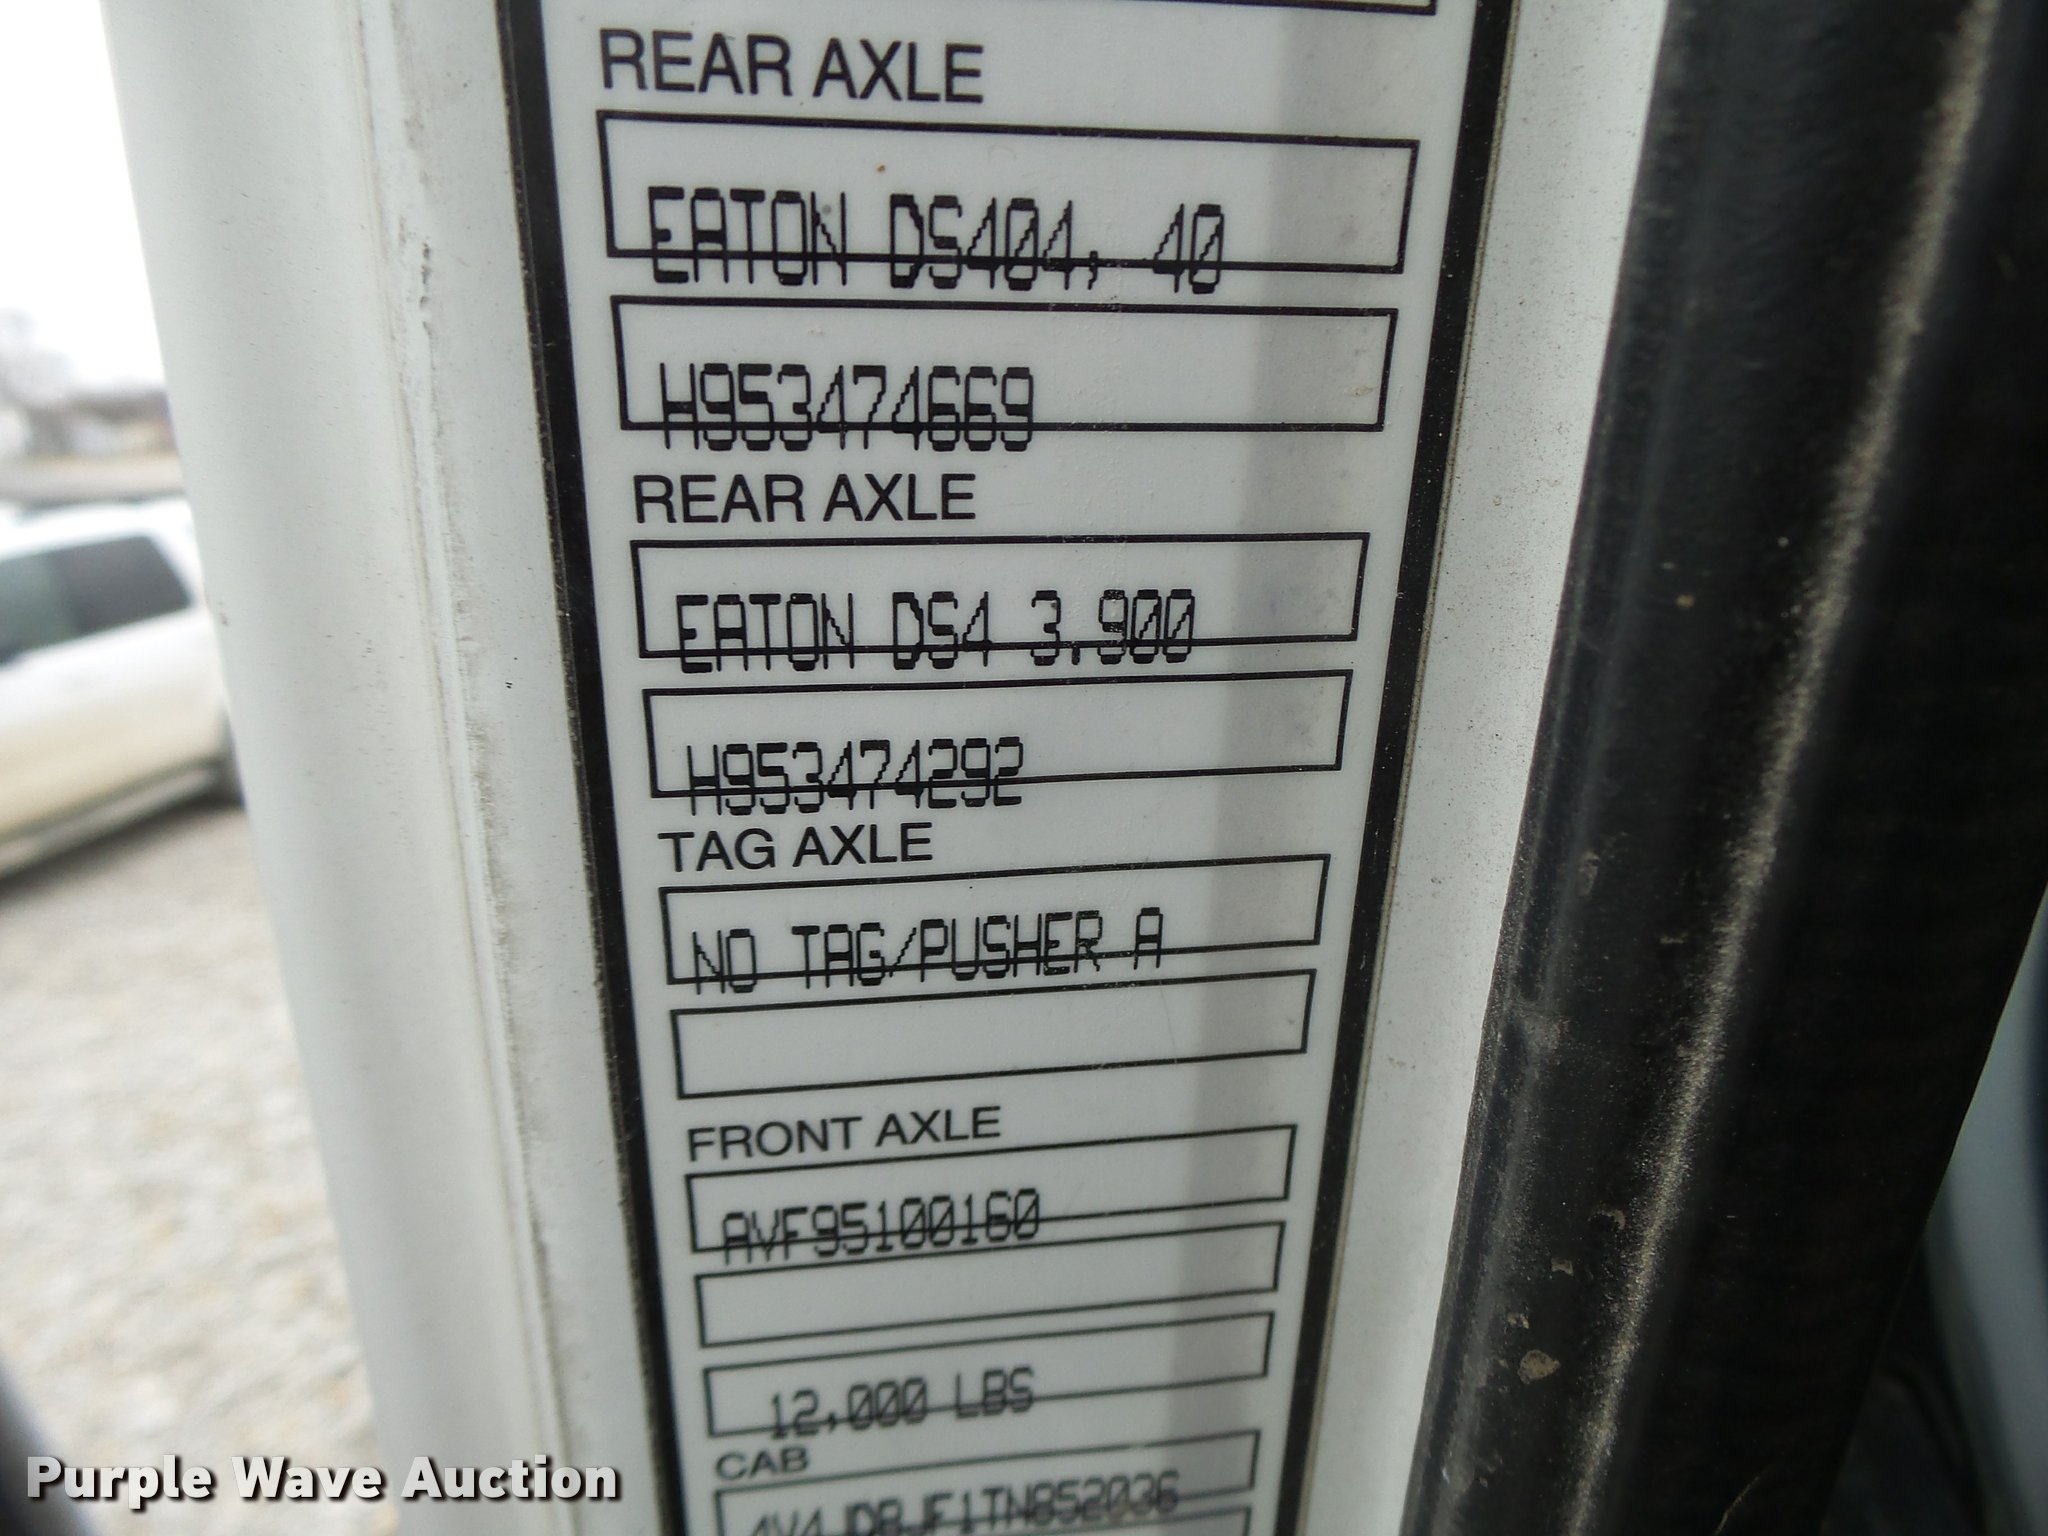 REAR AXLE
EATON DS404, 40
H953474669
REAR AXLE
EATON DS4 3.900
H953474292
TAG AXLE
NO TAG/PUSHER A
FRONT AXLE
AVF95100160
12,000 LBS
CAB
4V4JDBJF1TN852036
Purple Wave Auction